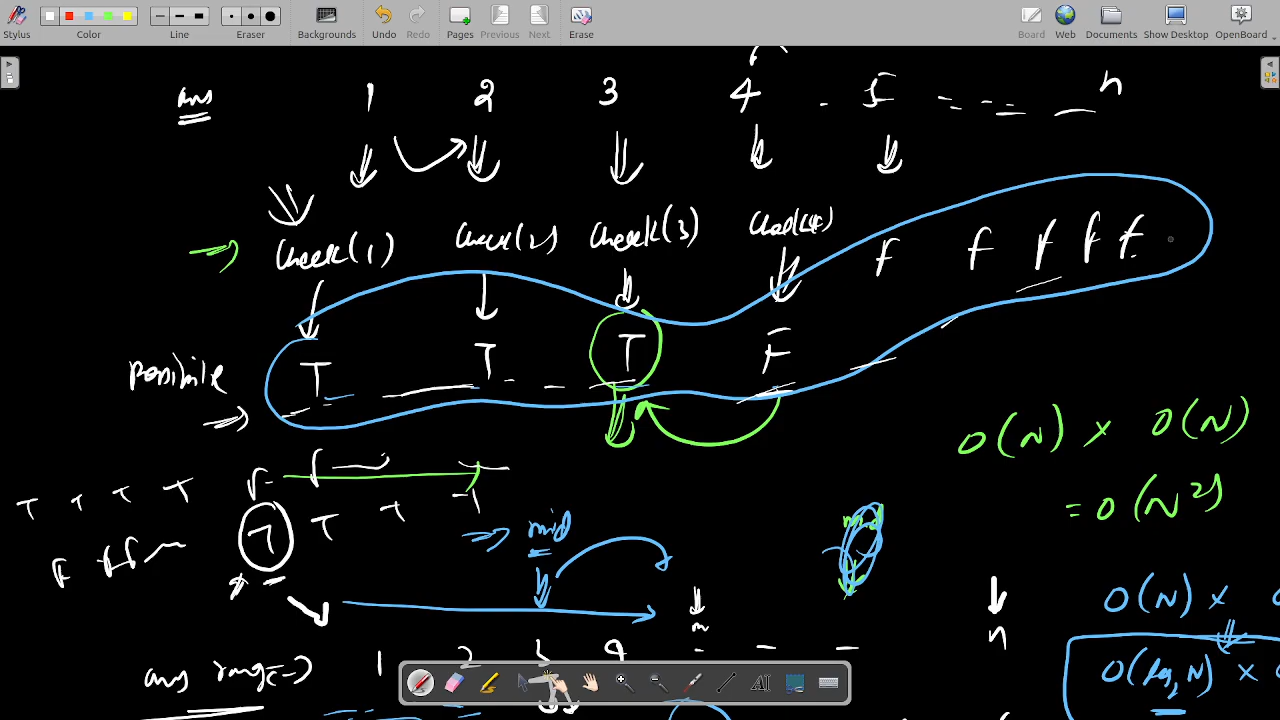 Stylus Color Line Eraser Backgrounds Undo Redo Pages Previous Next Erase Board Web Documents Show Desktop OpenBoard
ans 1 2 3 4 5 n
check(1) check(2) check(3) check(4) F F F F F
possible T T T F
O(N) x O(N)
= O(N2)
T T T T F F
F F F T T T
mid mid
O(N) x
n
ans range 1 2 3 4
O(log2 N) x